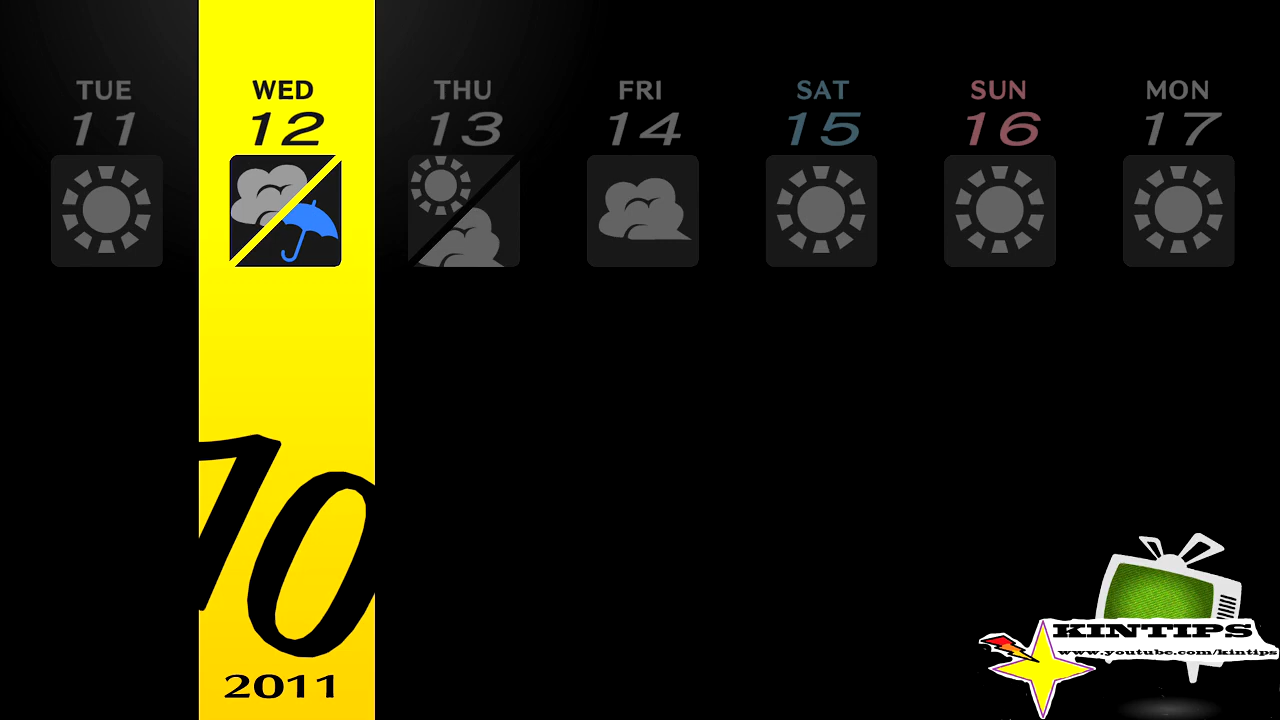 TUE WED THU FRI SAT SUN MON
11 12 13 14 15 16 17
10
2011
KINTIPS
www.youtube.com/kintips